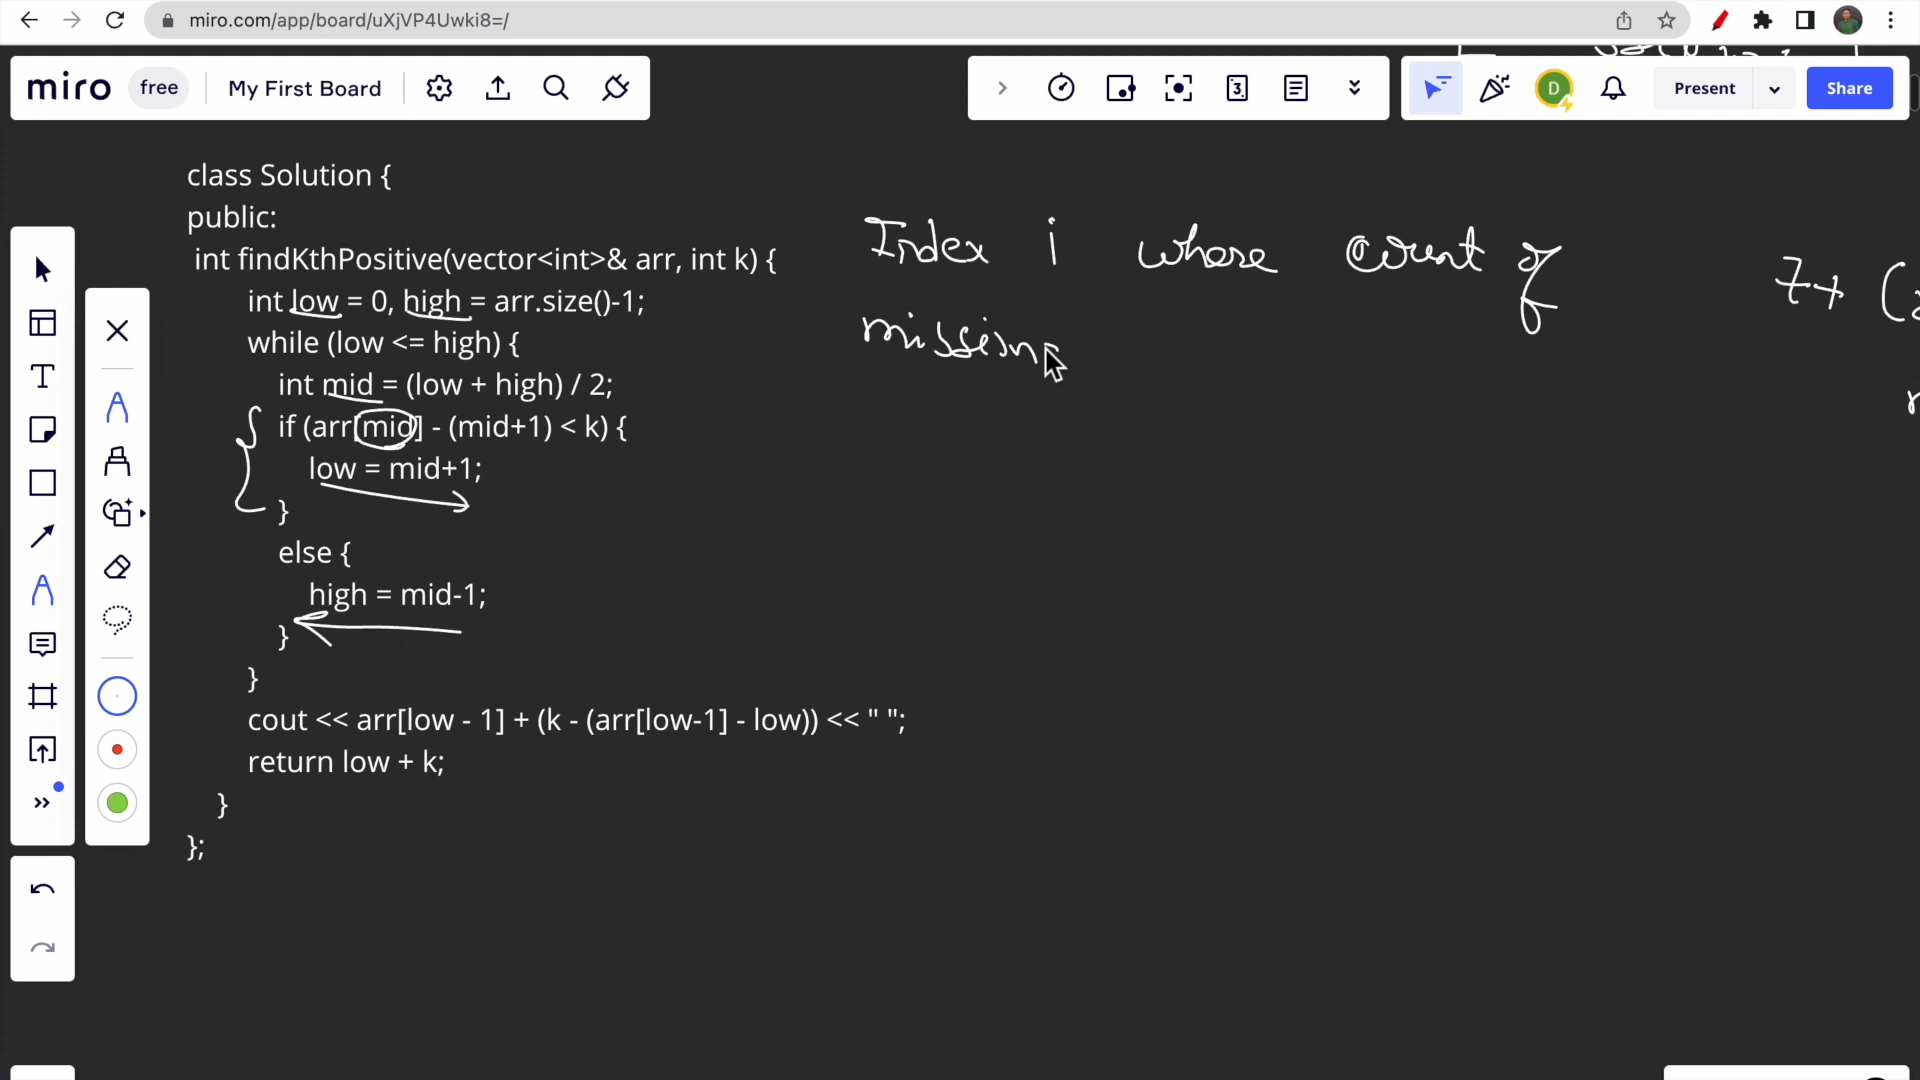 miro.com/app/board/uXjVP4Uwki8=/
miro free My First Board
3
D
Present
Share
class Solution {
public:
int findKthPositive(vector<int>& arr, int k) {
int low = 0, high = arr.size()-1;
while (low <= high) {
int mid = (low + high) / 2;
if (arr[mid] - (mid+1) < k) {
low = mid+1;
}
else {
high = mid-1;
}
}
cout << arr[low - 1] + (k - (arr[low-1] - low)) << " ";
return low + k;
}
};
Index i where count of
missing
7+ (
T